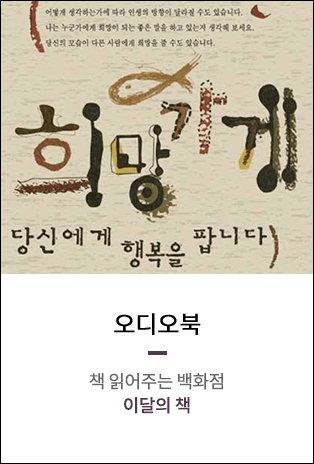 어떻게 생각하는가에 따라 인생의 방향이 달라질 수도 있습니다.
나는 누군가에게 희망이 되는 좋은 말을 하고 있는지 생각해 보세요.
당신의 모습이 다른 사람에게 희망을 줄 수도 있습니다.
희망가게
당신에게 행복을 팝니다
오디오북
책 읽어주는 백화점
이달의 책